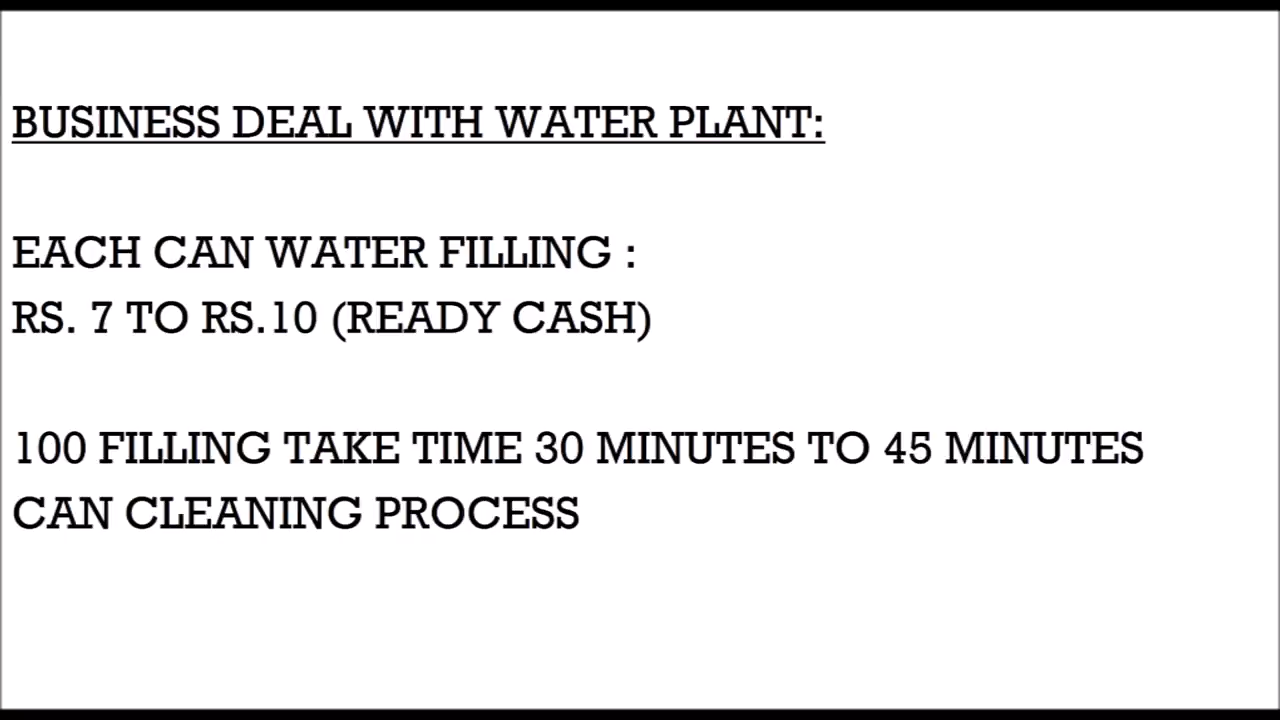 BUSINESS DEAL WITH WATER PLANT:
EACH CAN WATER FILLING :
RS. 7 TO RS.10 (READY CASH)
100 FILLING TAKE TIME 30 MINUTES TO 45 MINUTES
CAN CLEANING PROCESS